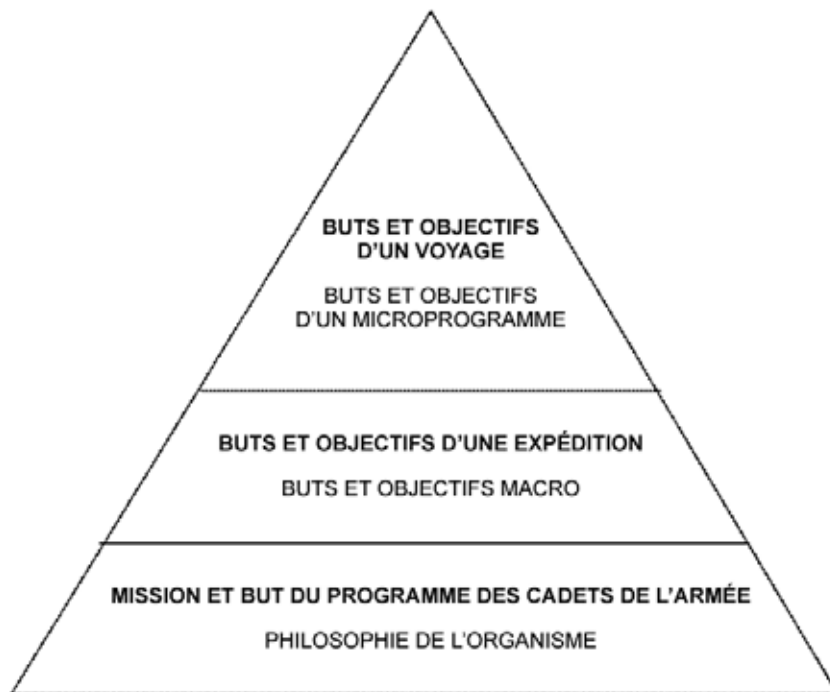 BUTS ET OBJECTIFS
D'UN VOYAGE
BUTS ET OBJECTIFS
D'UN MICROPROGRAMME
BUTS ET OBJECTIFS D'UNE EXPÉDITION
BUTS ET OBJECTIFS MACRO
MISSION ET BUT DU PROGRAMME DES CADETS DE L'ARMÉE
PHILOSOPHIE DE L'ORGANISME